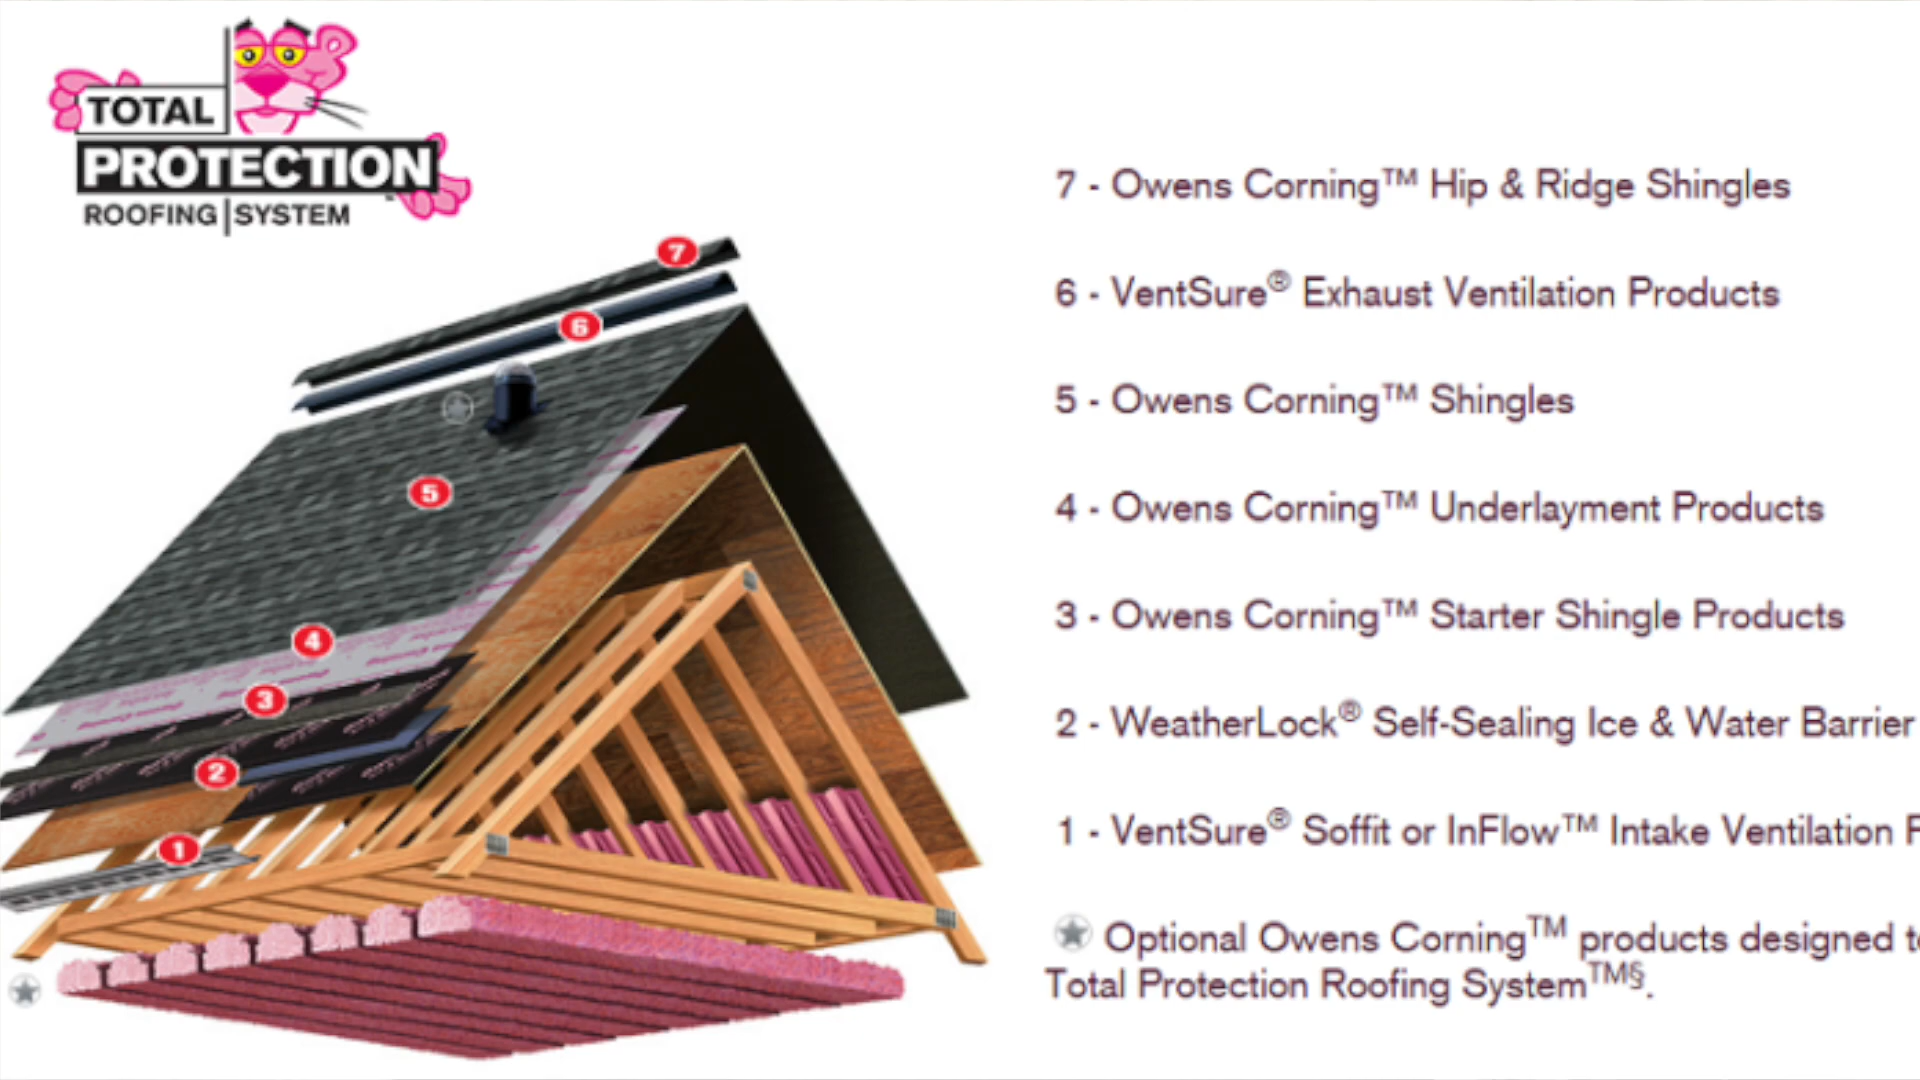 TOTAL
PROTECTION
ROOFING SYSTEM
7 - Owens Corning™ Hip & Ridge Shingles
6 - VentSure® Exhaust Ventilation Products
5 - Owens Corning™ Shingles
4 - Owens Corning™ Underlayment Products
3 - Owens Corning™ Starter Shingle Products
2 - WeatherLock® Self-Sealing Ice & Water Barrier
1 - VentSure® Soffit or InFlow™ Intake Ventilation
Optional Owens Corning™ products designed
Total Protection Roofing System™§.
7
6
5
4
3
2
1